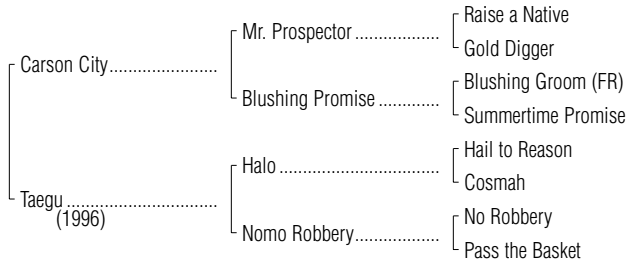 Raise a Native
Mr. Prospector ....................
Gold Digger
Carson City..........................
Blushing Groom (FR)
Blushing Promise ..............
Summertime Promise
Hail to Reason
Halo ......................................
Cosmah
Taegu ....................................
(1996)
No Robbery
Nomo Robbery....................
Pass the Basket